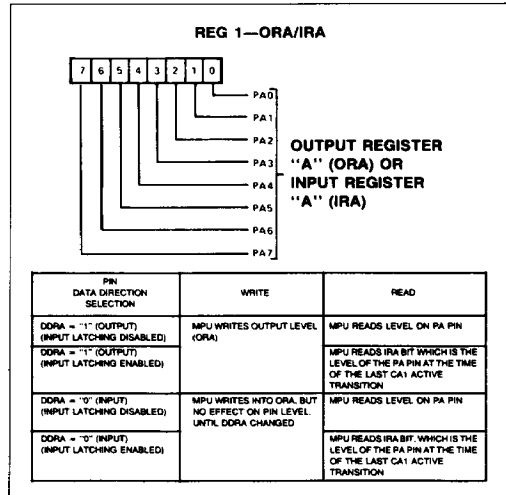 REG 1—ORA/IRA
7 6 5 4 3 2 1 0
PA0
PA1
PA2
PA3
PA4
PA5
PA6
PA7
OUTPUT REGISTER
"A" (ORA) OR
INPUT REGISTER
"A" (IRA)
PIN
DATA DIRECTION
SELECTION
WRITE
READ
DDRA = "1" (OUTPUT)
(INPUT LATCHING DISABLED)
MPU WRITES OUTPUT LEVEL
(ORA)
MPU READS LEVEL ON PA PIN
DDRA = "1" (OUTPUT)
(INPUT LATCHING ENABLED)
MPU READS IRA BIT WHICH IS THE
LEVEL OF THE PA PIN AT THE TIME
OF THE LAST CA1 ACTIVE
TRANSITION
DDRA = "0" (INPUT)
(INPUT LATCHING DISABLED)
MPU WRITES INTO ORA, BUT
NO EFFECT ON PIN LEVEL,
UNTIL DDRA CHANGED
MPU READS LEVEL ON PA PIN
DDRA = "0" (INPUT)
(INPUT LATCHING ENABLED)
MPU READS IRA BIT, WHICH IS THE
LEVEL OF THE PA PIN AT THE TIME
OF THE LAST CA1 ACTIVE
TRANSITION